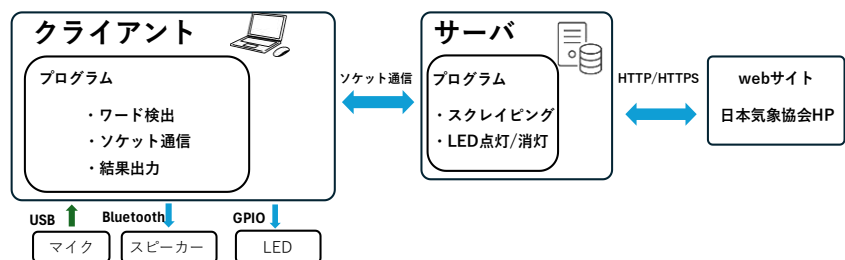 クライアント
プログラム
・ワード検出
・ソケット通信
・結果出力
USB
Bluetooth
GPIO
マイク
スピーカー
LED
ソケット通信
サーバ
プログラム
・スクレイピング
・LED点灯/消灯
HTTP/HTTPS
webサイト
日本気象協会HP